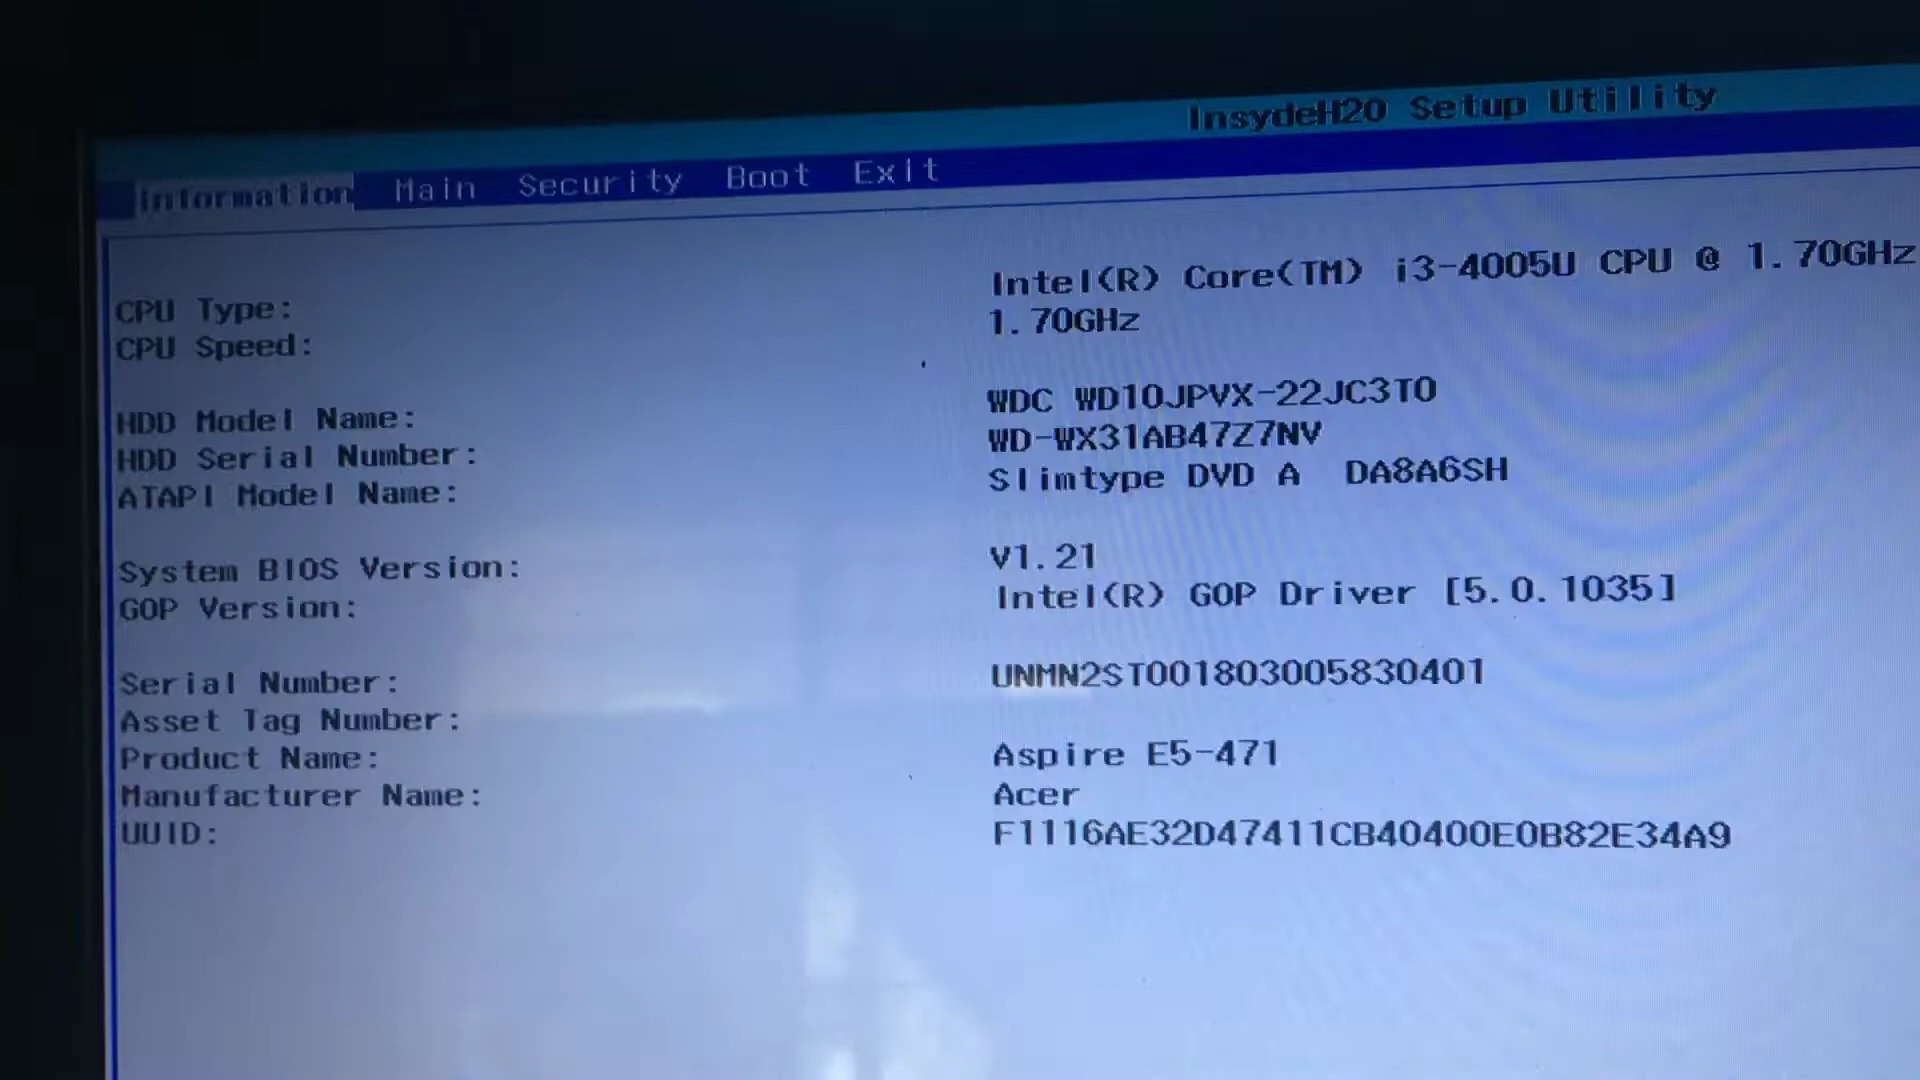 InsydeH20 Setup Utility
Information Main Security Boot Exit
CPU Type: Intel(R) Core(TM) i3-4005U CPU @ 1.70GHz
CPU Speed: 1.70GHz
HDD Model Name: WDC WD10JPVX-22JC3T0
HDD Serial Number: WD-WX31AB47Z7NV
ATAPI Model Name: Slimtype DVD A DA8A6SH
System BIOS Version: V1.21
GOP Version: Intel(R) GOP Driver [5.0.1035]
Serial Number: UNMN2ST001803005830401
Asset Tag Number:
Product Name: Aspire E5-471
Manufacturer Name: Acer
UUID: F1116AE32D47411CB40400E0B82E34A9